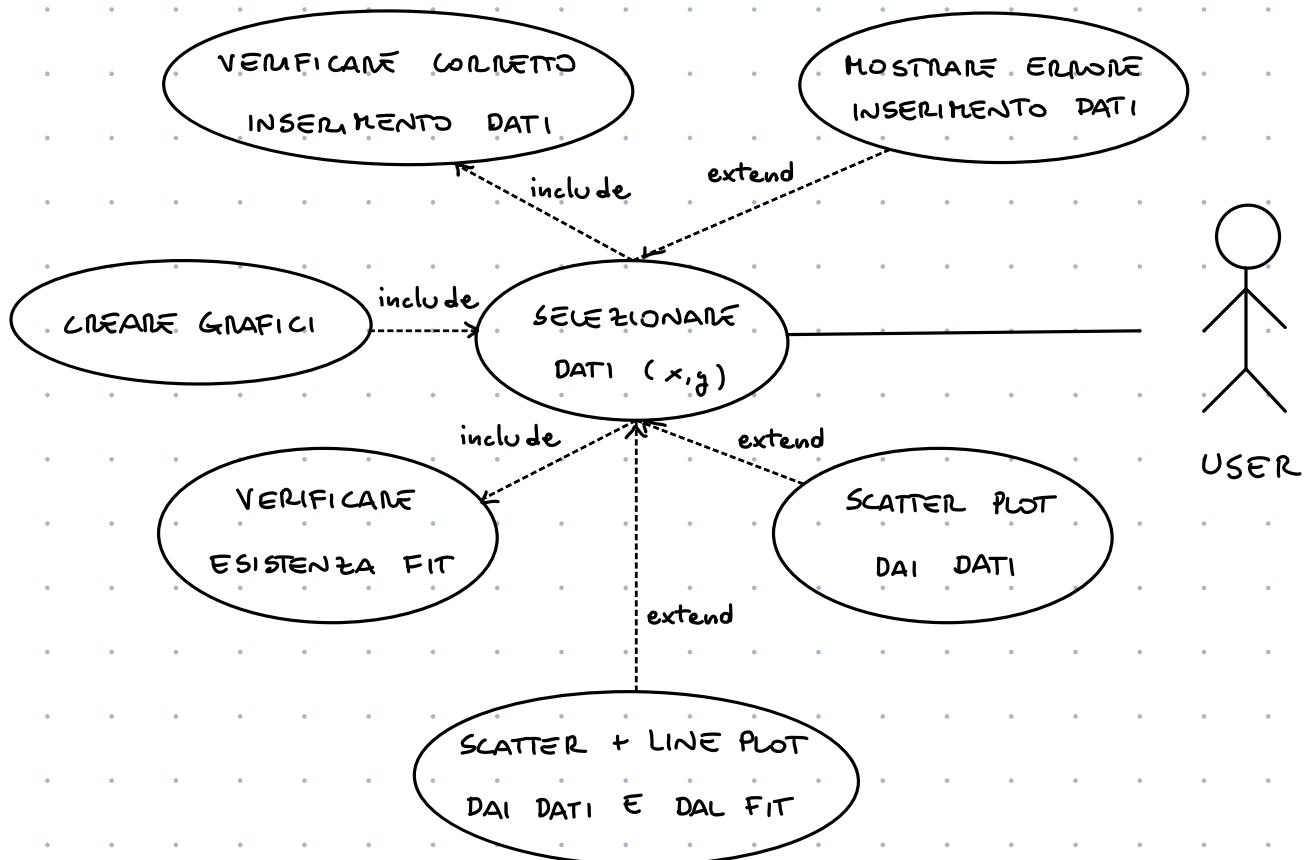 VERIFICARE CORRETTO
INSERIMENTO DATI
MOSTRARE ERRORE
INSERIMENTO DATI
include
extend
CREARE GRAFICI
include
SELEZIONARE
DATI (x,y)
USER
include
extend
VERIFICARE
ESISTENZA FIT
SCATTER PLOT
DAI DATI
extend
SCATTER + LINE PLOT
DAI DATI E DAL FIT